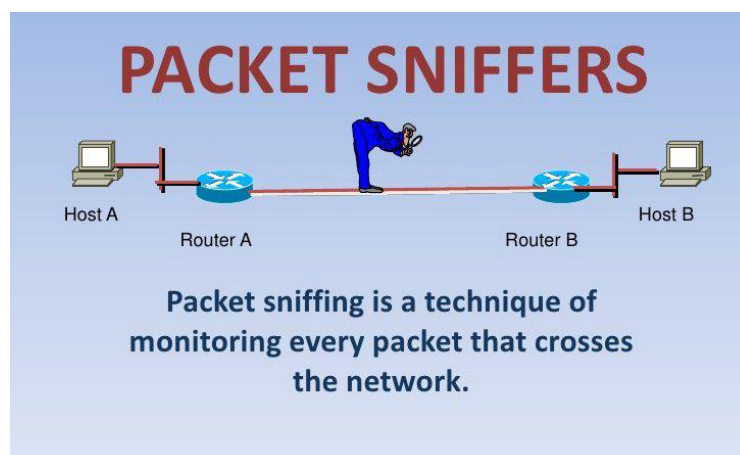 PACKET SNIFFERS
Host A
Router A
Router B
Host B
Packet sniffing is a technique of
monitoring every packet that crosses
the network.